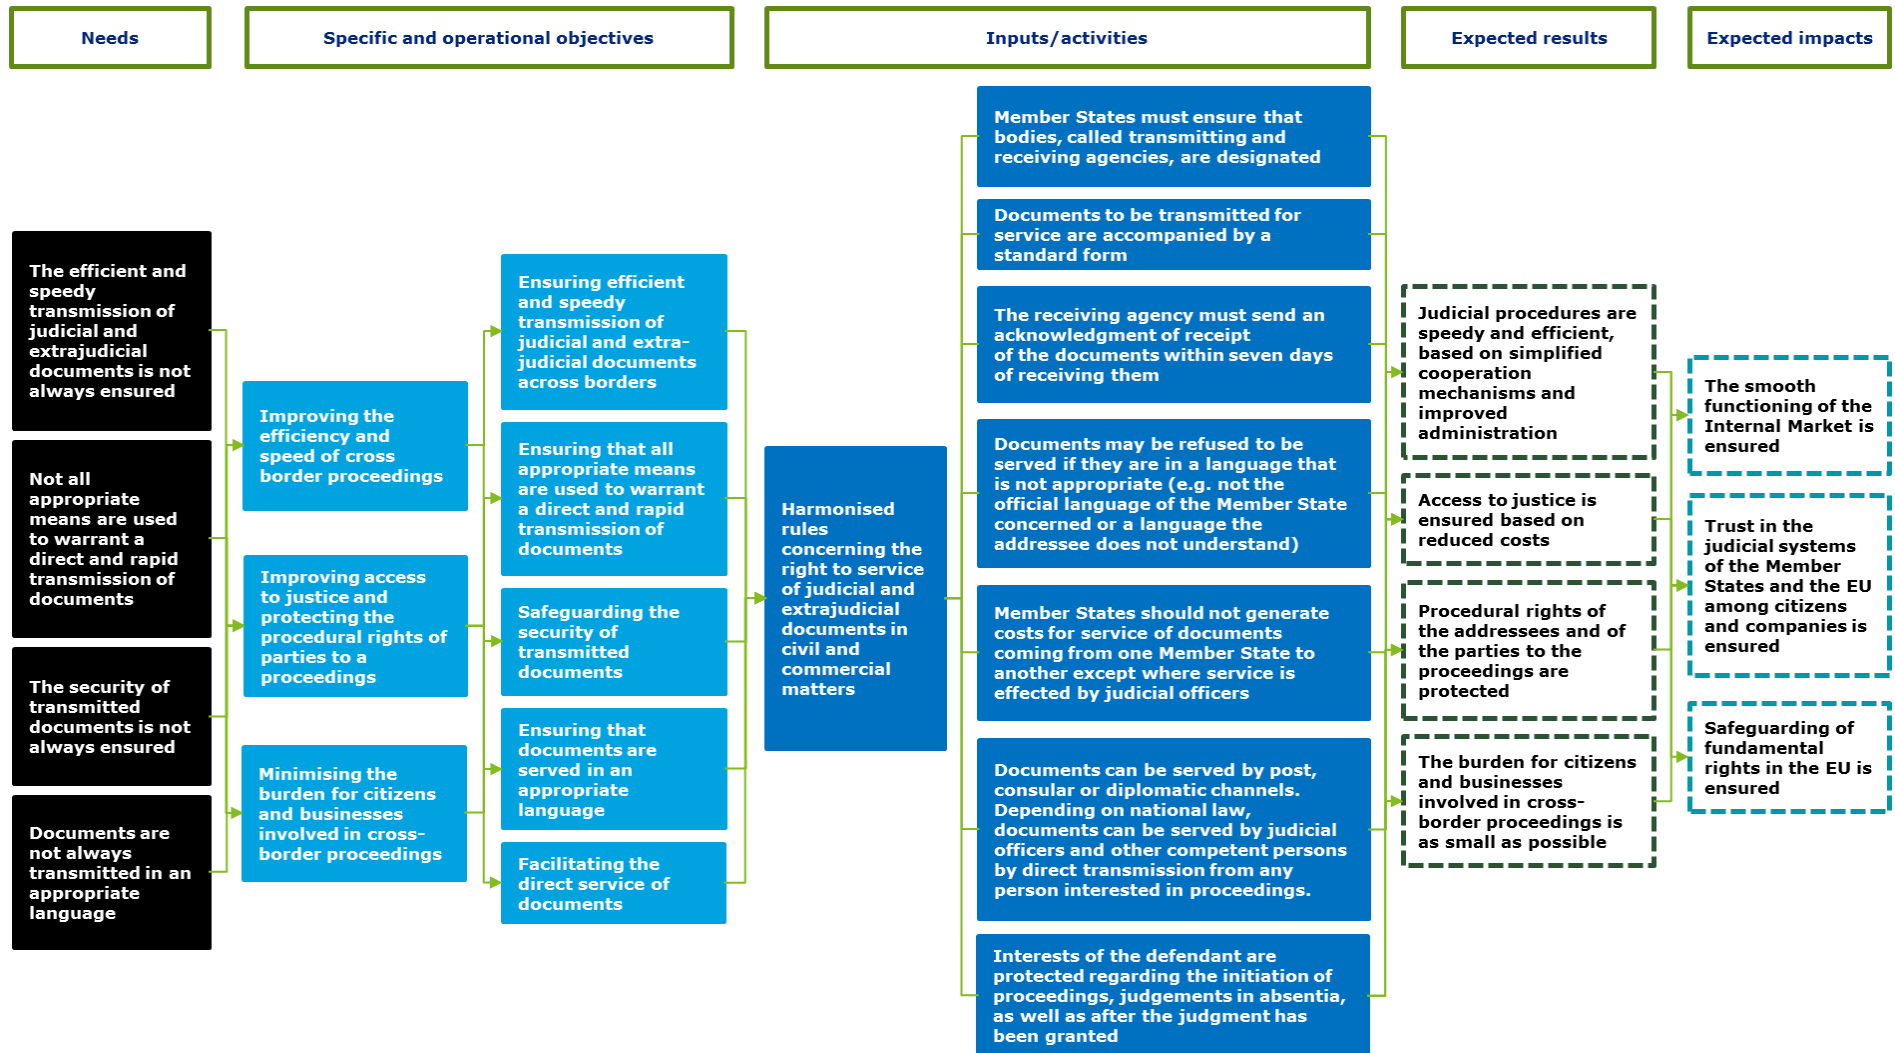 Needs
Specific and operational objectives
Inputs/activities
Expected results
Expected impacts
The efficient and
speedy
transmission of
judicial and
extrajudicial
documents is not
always ensured
Not all
appropriate
means are used
to warrant a
direct and rapid
transmission of
documents
The security of
transmitted
documents is not
always ensured
Documents are
not always
transmitted in an
appropriate
language
Improving the
efficiency and
speed of cross
border proceedings
Improving access
to justice and
protecting the
procedural rights of
parties to a
proceedings
Minimising the
burden for citizens
and businesses
involved in cross-
border proceedings
Ensuring efficient
and speedy
transmission of
judicial and extra-
judicial documents
across borders
Ensuring that all
appropriate means
are used to warrant
a direct and rapid
transmission of
documents
Safeguarding the
security of
transmitted
documents
Ensuring that
documents are
served in an
appropriate
language
Facilitating the
direct service of
documents
Harmonised
rules
concerning the
right to service
of judicial and
extrajudicial
documents in
civil and
commercial
matters
Member States must ensure that
bodies, called transmitting and
receiving agencies, are designated
Documents to be transmitted for
service are accompanied by a
standard form
The receiving agency must send an
acknowledgment of receipt
of the documents within seven days
of receiving them
Documents may be refused to be
served if they are in a language that
is not appropriate (e.g. not the
official language of the Member State
concerned or a language the
addressee does not understand)
Member States should not generate
costs for service of documents
coming from one Member State to
another except where service is
effected by judicial officers
Documents can be served by post,
consular or diplomatic channels.
Depending on national law,
documents can be served by judicial
officers and other competent persons
by direct transmission from any
person interested in proceedings.
Interests of the defendant are
protected regarding the initiation of
proceedings, judgements in absentia,
as well as after the judgment has
been granted
Judicial procedures are
speedy and efficient,
based on simplified
cooperation
mechanisms and
improved
administration
Access to justice is
ensured based on
reduced costs
Procedural rights of
the addressees and of
the parties to the
proceedings are
protected
The burden for citizens
and businesses
involved in cross-
border proceedings is
as small as possible
The smooth
functioning of the
Internal Market is
ensured
Trust in the
judicial systems
of the Member
States and the EU
among citizens
and companies is
ensured
Safeguarding of
fundamental
rights in the EU is
ensured